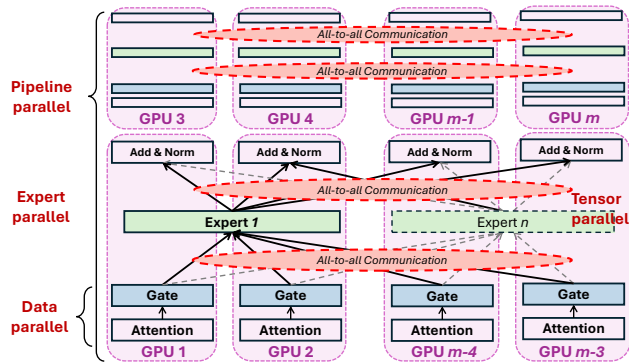 All-to-all Communication
All-to-all Communication
Pipeline
parallel
GPU 3
GPU 4
GPU m-1
GPU m
Add & Norm
Add & Norm
Add & Norm
Add & Norm
All-to-all Communication
Expert
parallel
Expert 1
Expert n
Tensor
parallel
All-to-all Communication
Data
parallel
Gate
Gate
Gate
Gate
Attention
Attention
Attention
Attention
GPU 1
GPU 2
GPU m-4
GPU m-3